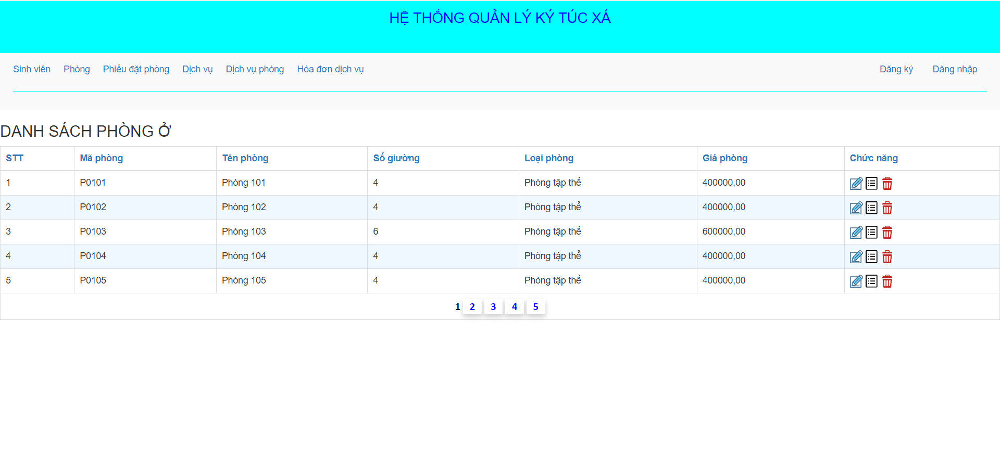 HỆ THỐNG QUẢN LÝ KÝ TÚC XÁ
Sinh viên Phòng Phiếu đặt phòng Dịch vụ Dịch vụ phòng Hóa đơn dịch vụ Đăng ký Đăng nhập
DANH SÁCH PHÒNG Ở
STT Mã phòng Tên phòng Số giường Loại phòng Giá phòng Chức năng
1 P0101 Phòng 101 4 Phòng tập thể 400000,00
2 P0102 Phòng 102 4 Phòng tập thể 400000,00
3 P0103 Phòng 103 6 Phòng tập thể 600000,00
4 P0104 Phòng 104 4 Phòng tập thể 400000,00
5 P0105 Phòng 105 4 Phòng tập thể 400000,00
1 2 3 4 5